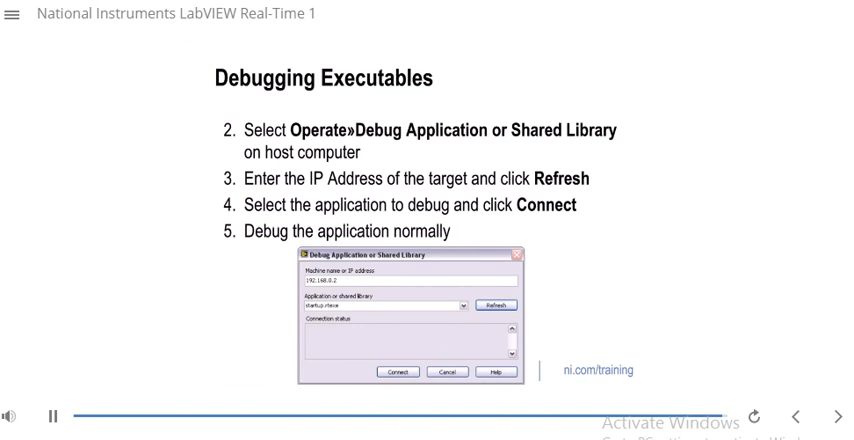 National Instruments LabVIEW Real-Time 1
Debugging Executables
2. Select Operate»Debug Application or Shared Library
on host computer
3. Enter the IP Address of the target and click Refresh
4. Select the application to debug and click Connect
5. Debug the application normally
Debug Application or Shared Library
Machine name or IP address
192.168.0.2
Application or shared library
startup.rtexe
Refresh
Connection status
Connect
Cancel
Help
ni.com/training
Activate Windows